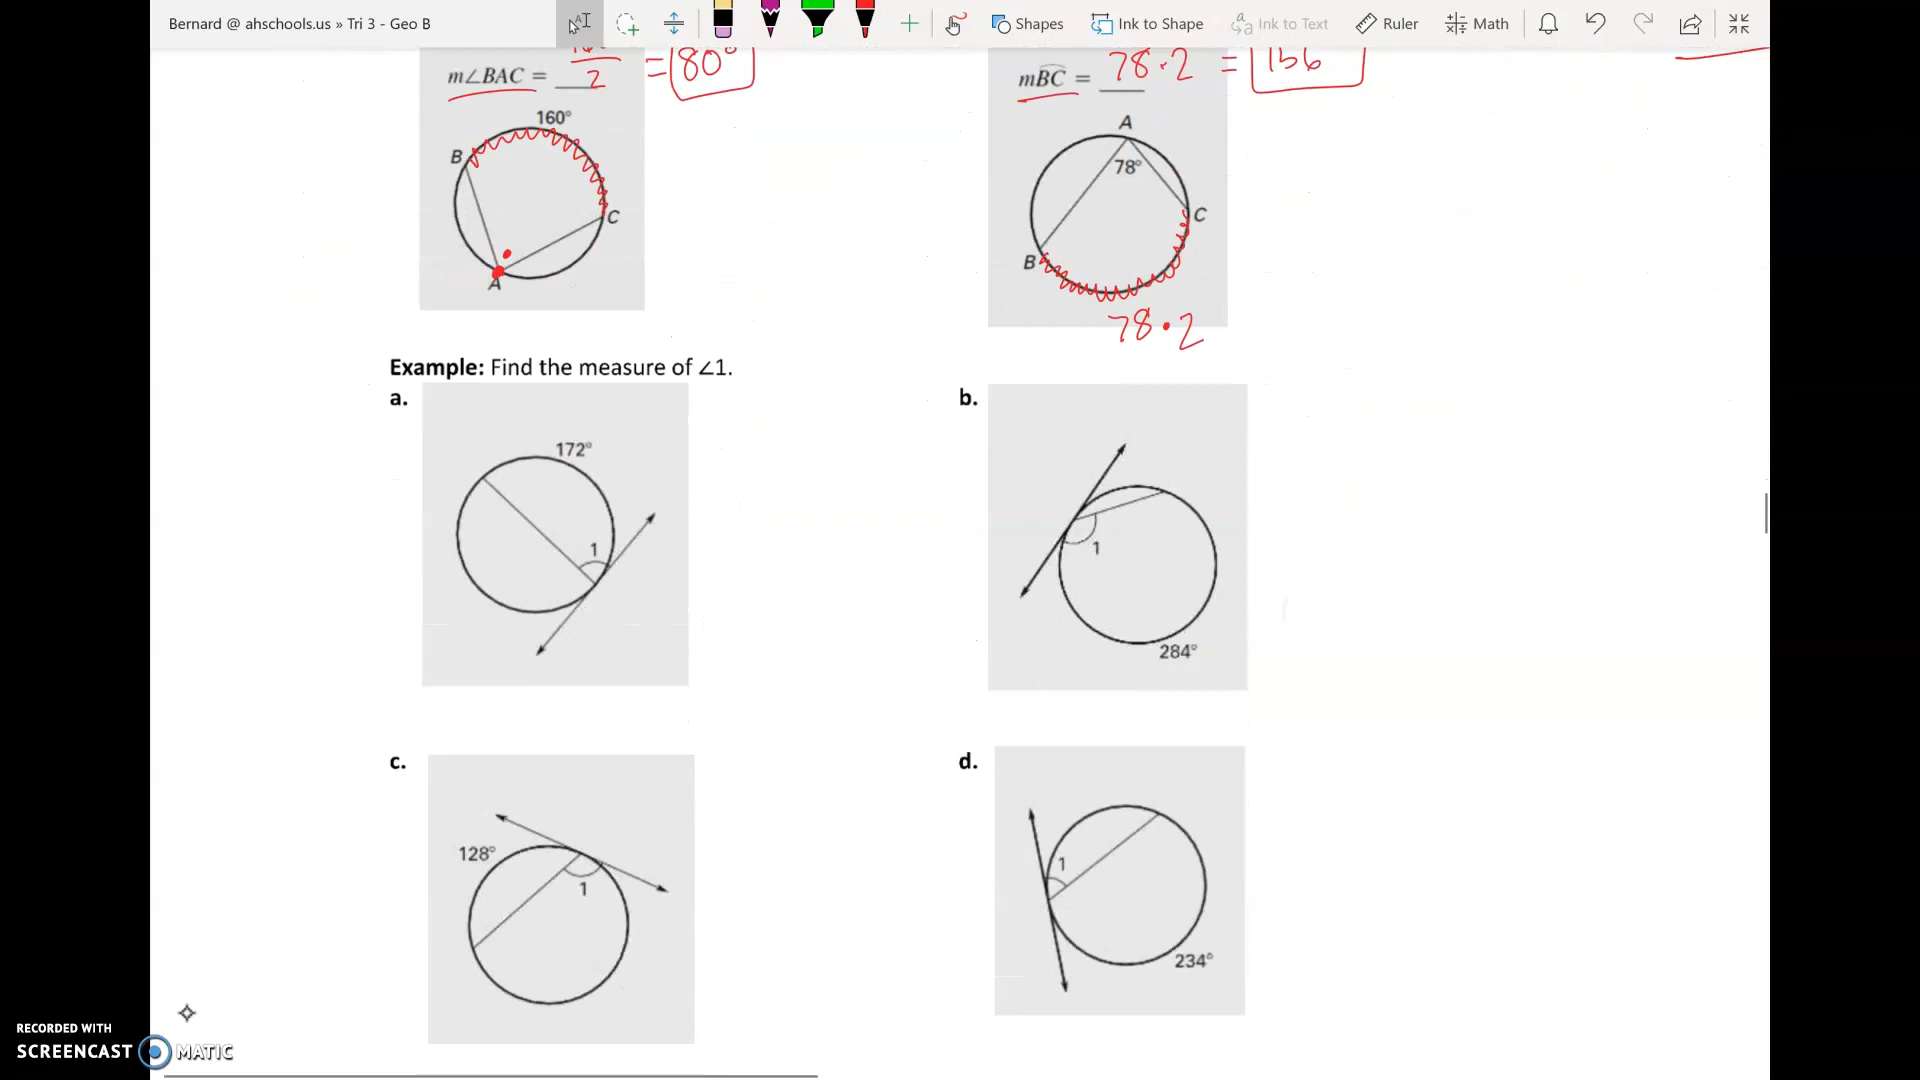 Bernard @ ahschools.us » Tri 3 - Geo B
Shapes
Ink to Shape
Ink to Text
Ruler
Math
m∠BAC = 2 = 80°
mBC = 78·2 = 156
160°
B
C
A
A
78°
C
B
78·2
Example: Find the measure of ∠1.
a.
172°
1
b.
1
284°
c.
128°
1
d.
1
234°
RECORDED WITH
SCREENCAST MATIC